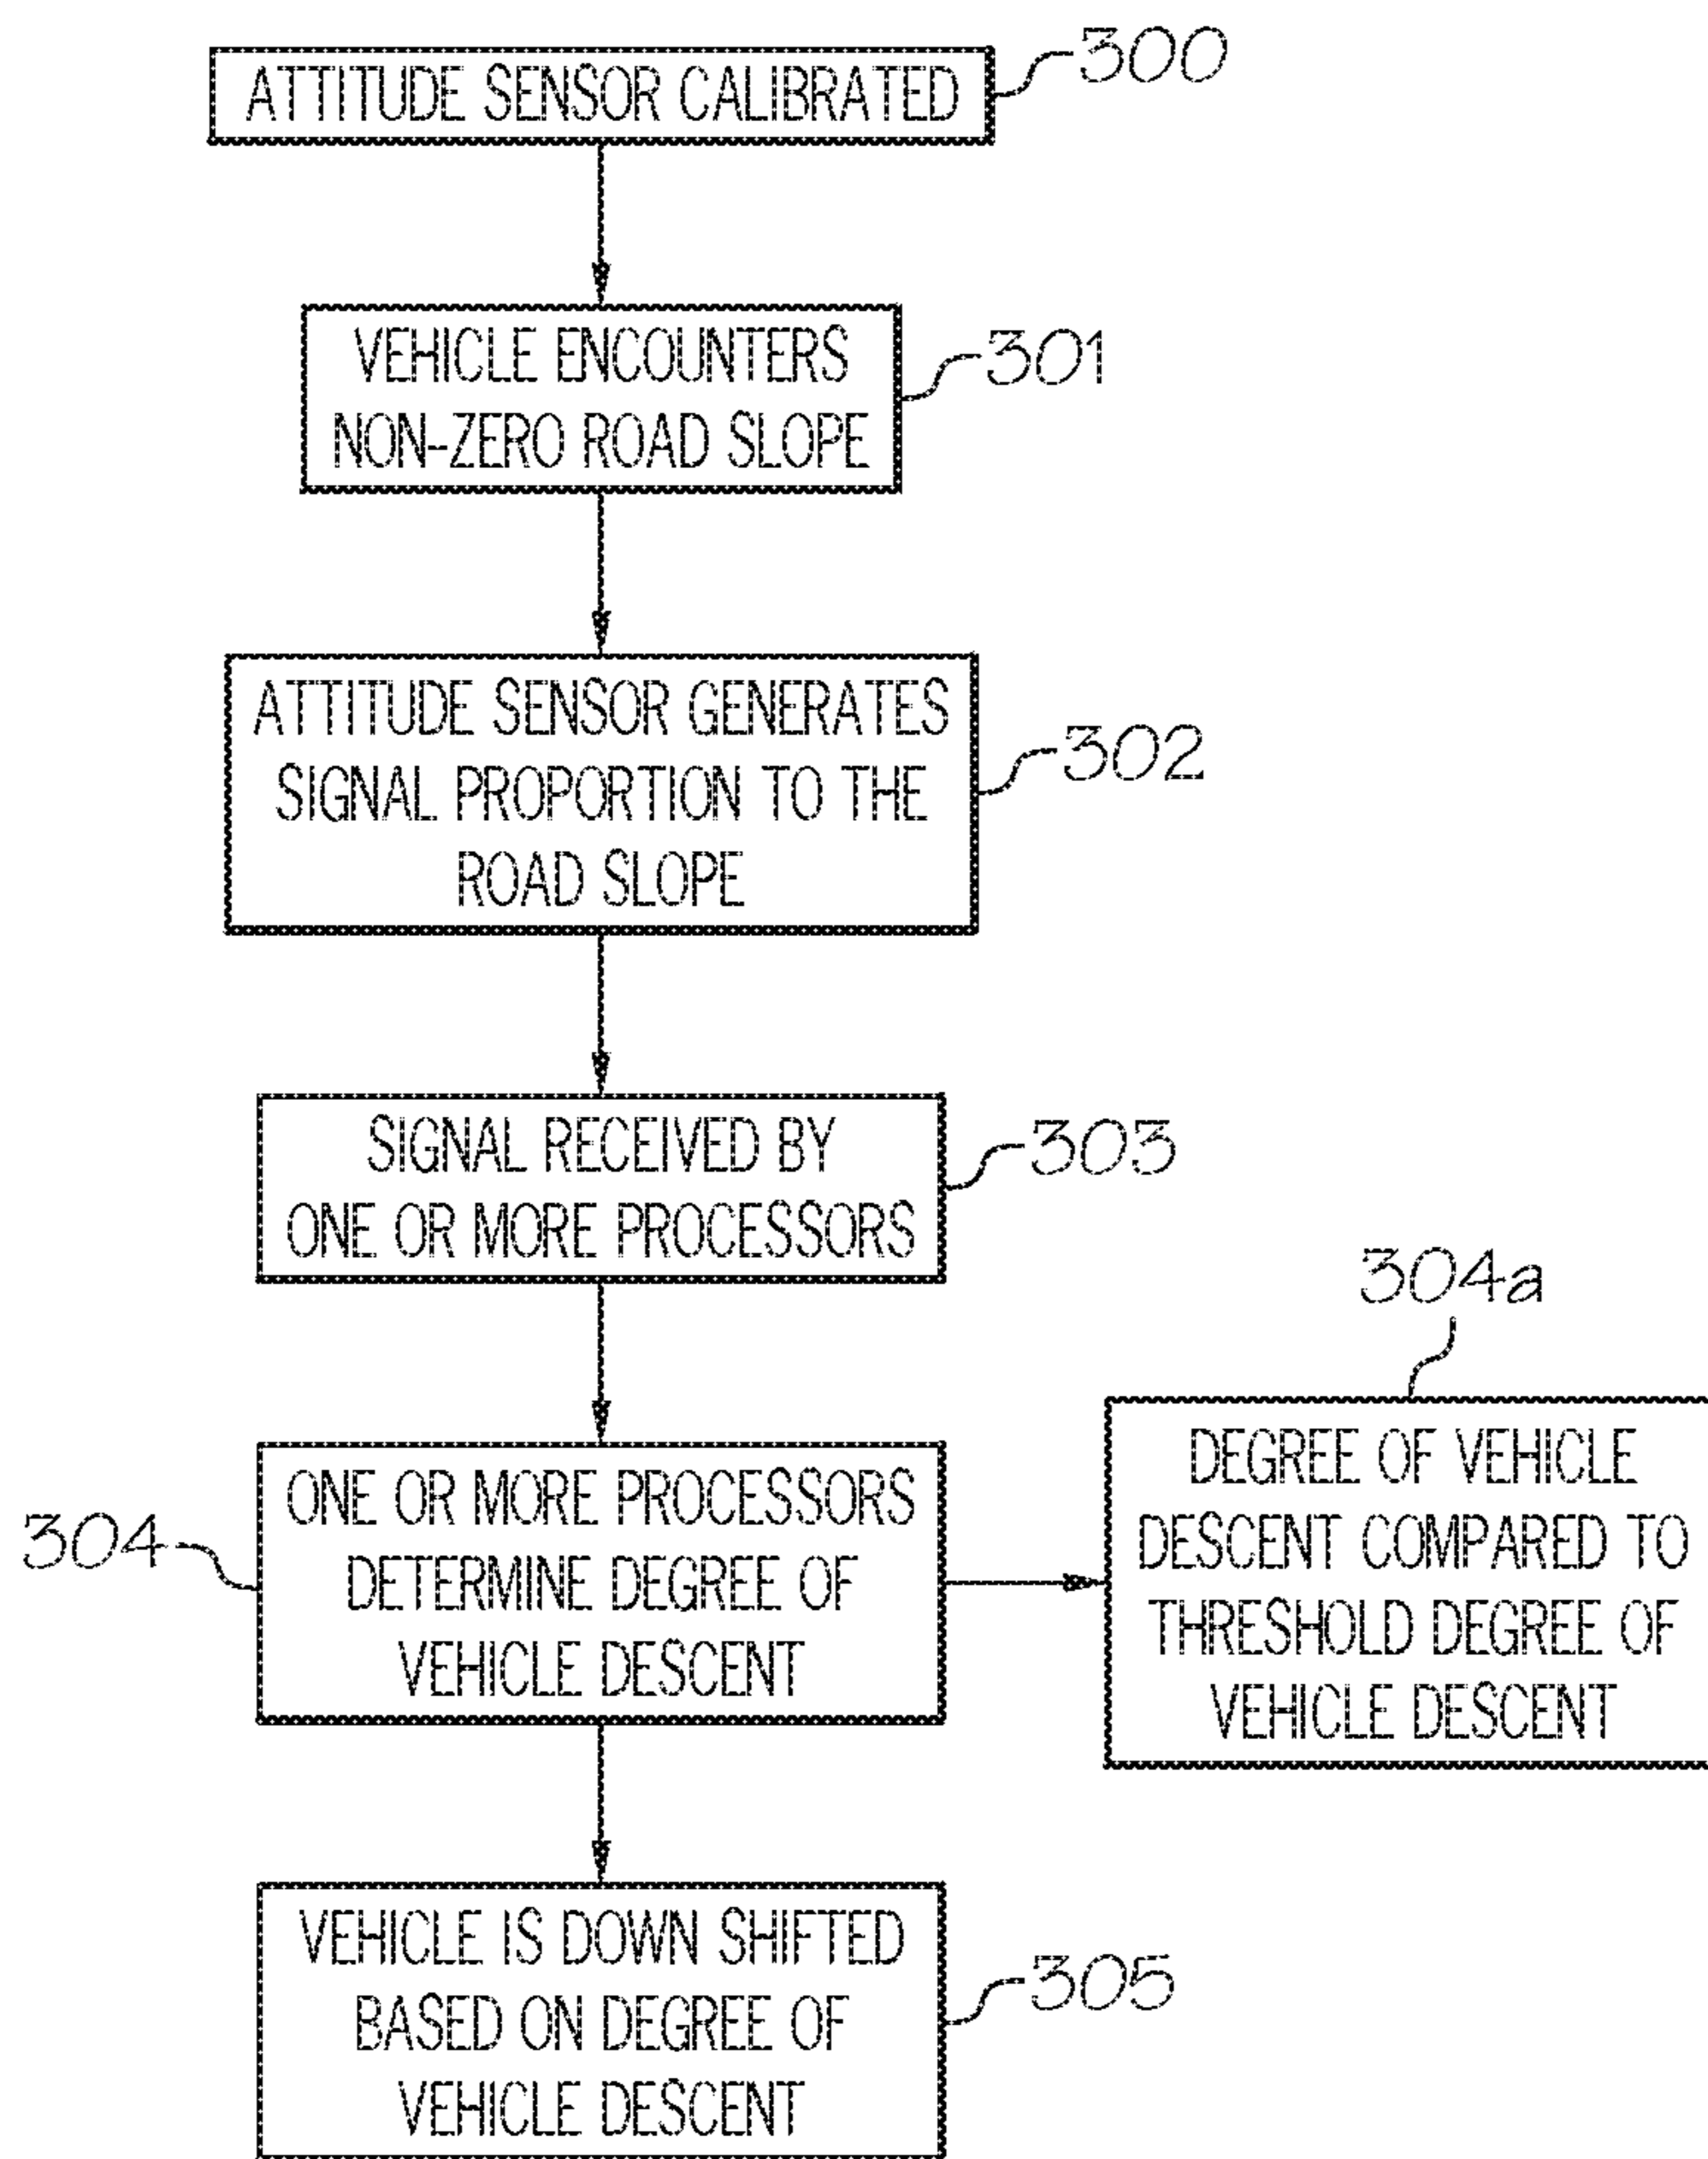 ATTITUDE SENSOR CALIBRATED
300
VEHICLE ENCOUNTERS
NON-ZERO ROAD SLOPE
301
ATTITUDE SENSOR GENERATES
SIGNAL PROPORTION TO THE
ROAD SLOPE
302
SIGNAL RECEIVED BY
ONE OR MORE PROCESSORS
303
304
ONE OR MORE PROCESSORS
DETERMINE DEGREE OF
VEHICLE DESCENT
304a
DEGREE OF VEHICLE
DESCENT COMPARED TO
THRESHOLD DEGREE OF
VEHICLE DESCENT
VEHICLE IS DOWN SHIFTED
BASED ON DEGREE OF
VEHICLE DESCENT
305